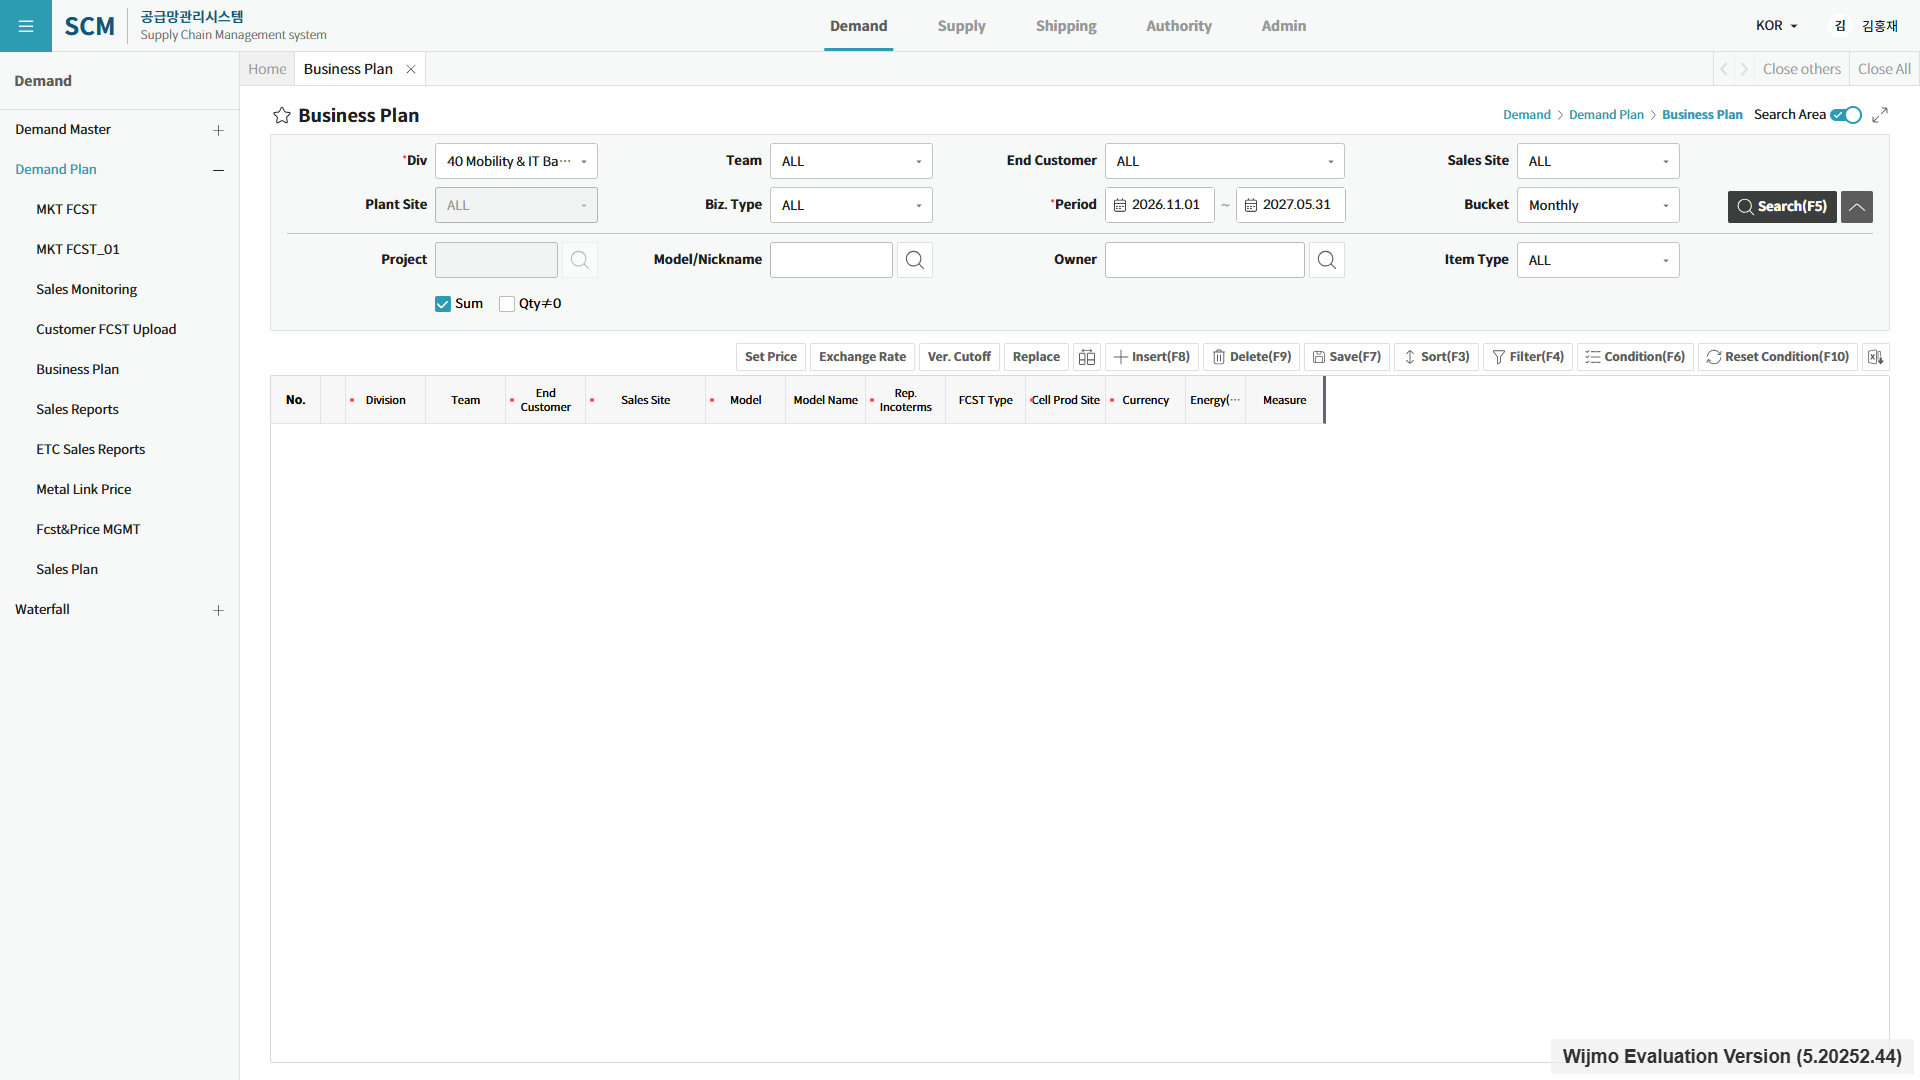 SCM
공급망관리시스템
Supply Chain Management system
Demand
Supply
Shipping
Authority
Admin
KOR
김
김홍재
Demand
Home
Business Plan
Close others
Close All
Demand Master
Demand Plan
MKT FCST
MKT FCST_01
Sales Monitoring
Customer FCST Upload
Business Plan
Sales Reports
ETC Sales Reports
Metal Link Price
Fcst&Price MGMT
Sales Plan
Waterfall
Business Plan
Demand > Demand Plan > Business Plan
Search Area
*Div
40 Mobility & IT Ba···
Team
ALL
End Customer
ALL
Sales Site
ALL
Plant Site
ALL
Biz. Type
ALL
*Period
2026.11.01
~
2027.05.31
Bucket
Monthly
Search(F5)
Project
Model/Nickname
Owner
Item Type
ALL
Sum
Qty≠0
Set Price
Exchange Rate
Ver. Cutoff
Replace
Insert(F8)
Delete(F9)
Save(F7)
Sort(F3)
Filter(F4)
Condition(F6)
Reset Condition(F10)
No.
Division
Team
End
Customer
Sales Site
Model
Model Name
Rep.
Incoterms
FCST Type
Cell Prod Site
Currency
Energy(···
Measure
Wijmo Evaluation Version (5.20252.44)